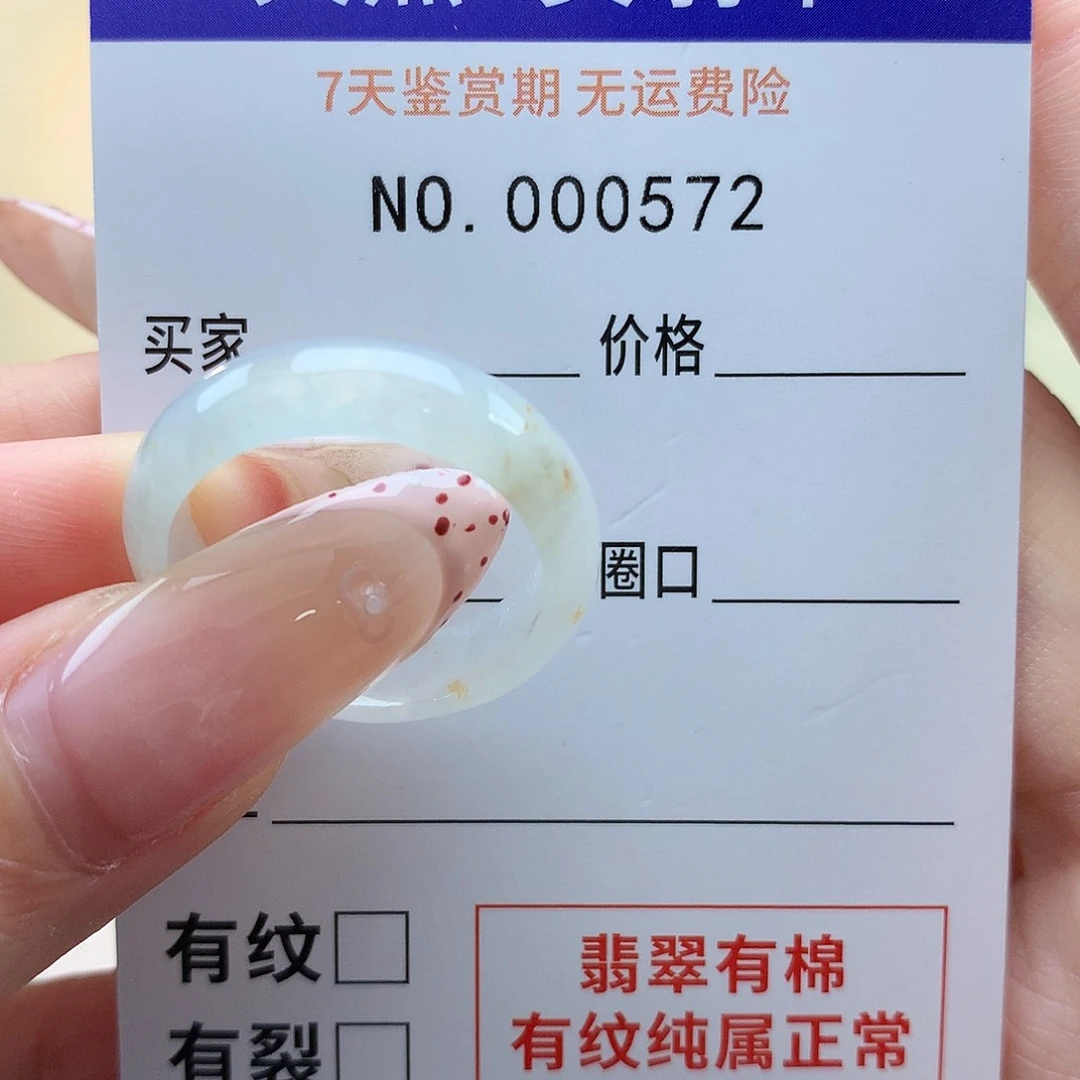 7天鉴赏期 无运费险
NO.000572
买家 价格
圈口
有纹
翡翠有棉
有纹纯属正常
有裂